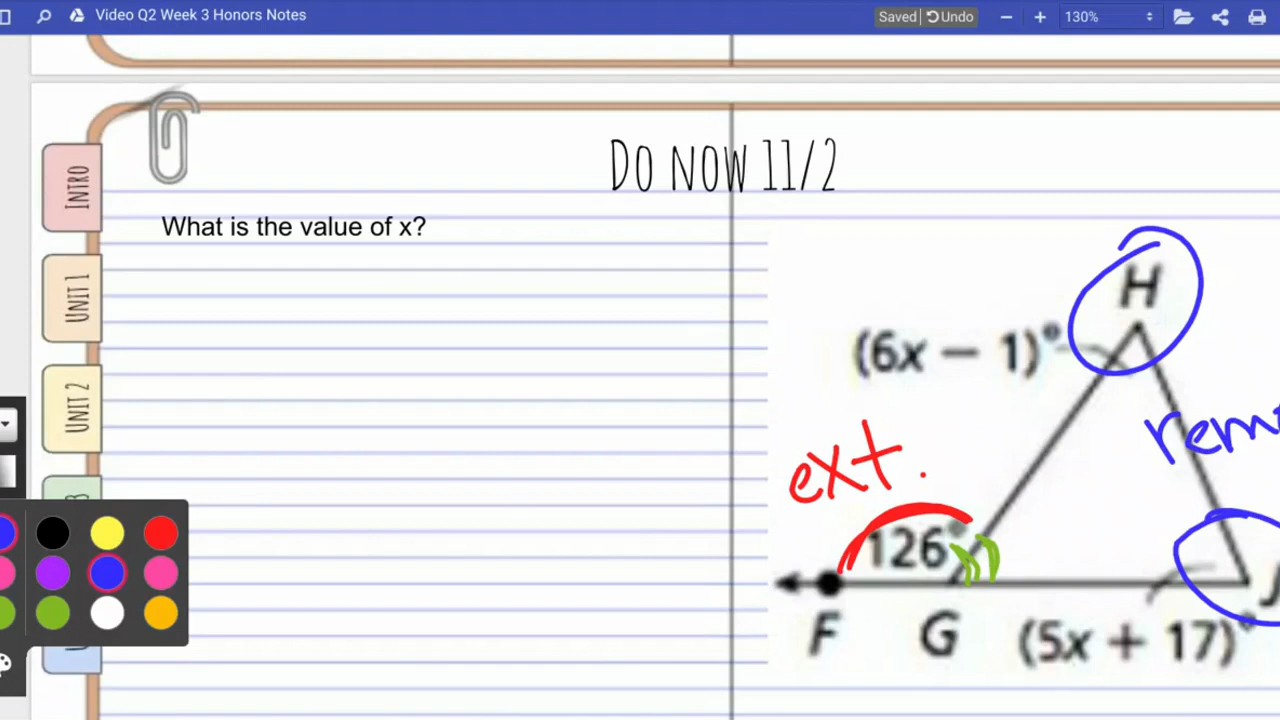 Video Q2 Week 3 Honors Notes
Saved
Undo
130%
DO NOW 11/2
INTRO
What is the value of x?
UNIT 1
H
(6x − 1)°
UNIT 2
ext.
126°
F
G
(5x + 17)°
J